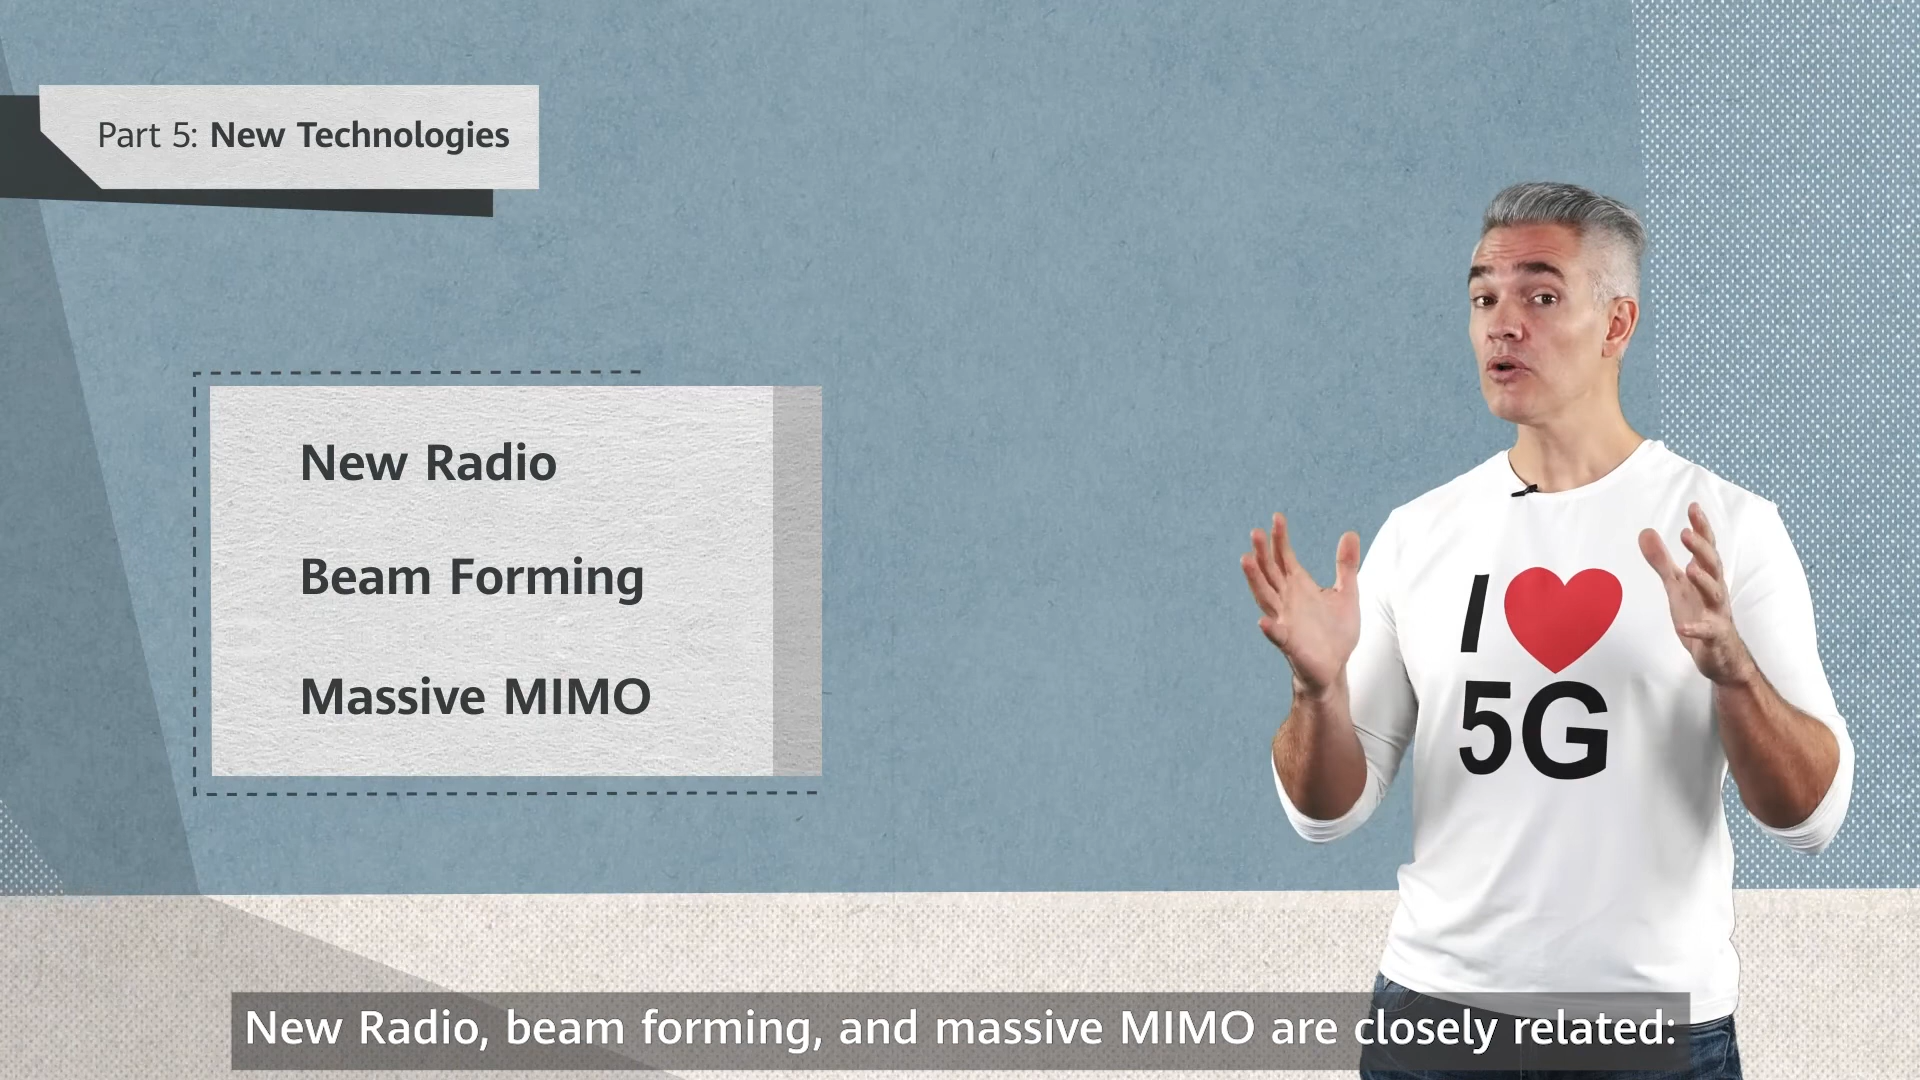 Part 5: New Technologies
New Radio
Beam Forming
Massive MIMO
I ❤
5G
New Radio, beam forming, and massive MIMO are closely related: